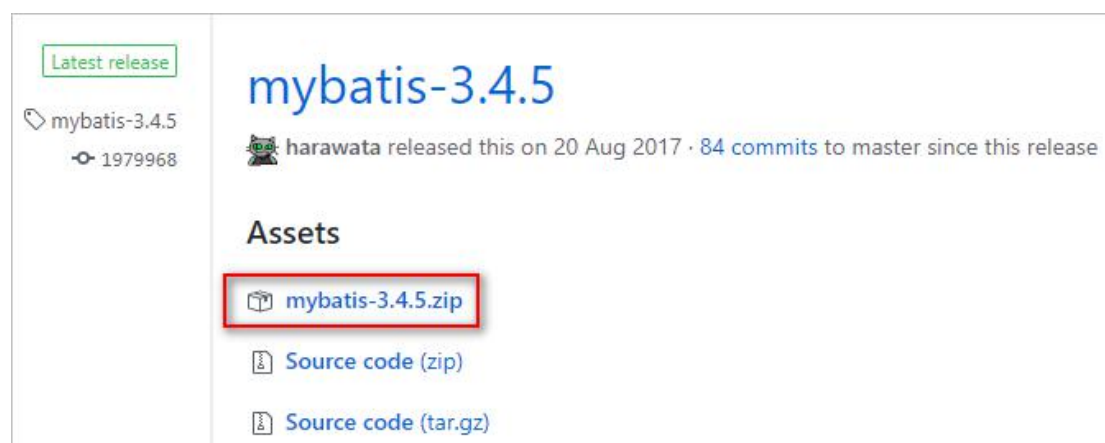 Latest release
mybatis-3.4.5
1979968
mybatis-3.4.5
harawata released this on 20 Aug 2017 · 84 commits to master since this release
Assets
mybatis-3.4.5.zip
Source code (zip)
Source code (tar.gz)